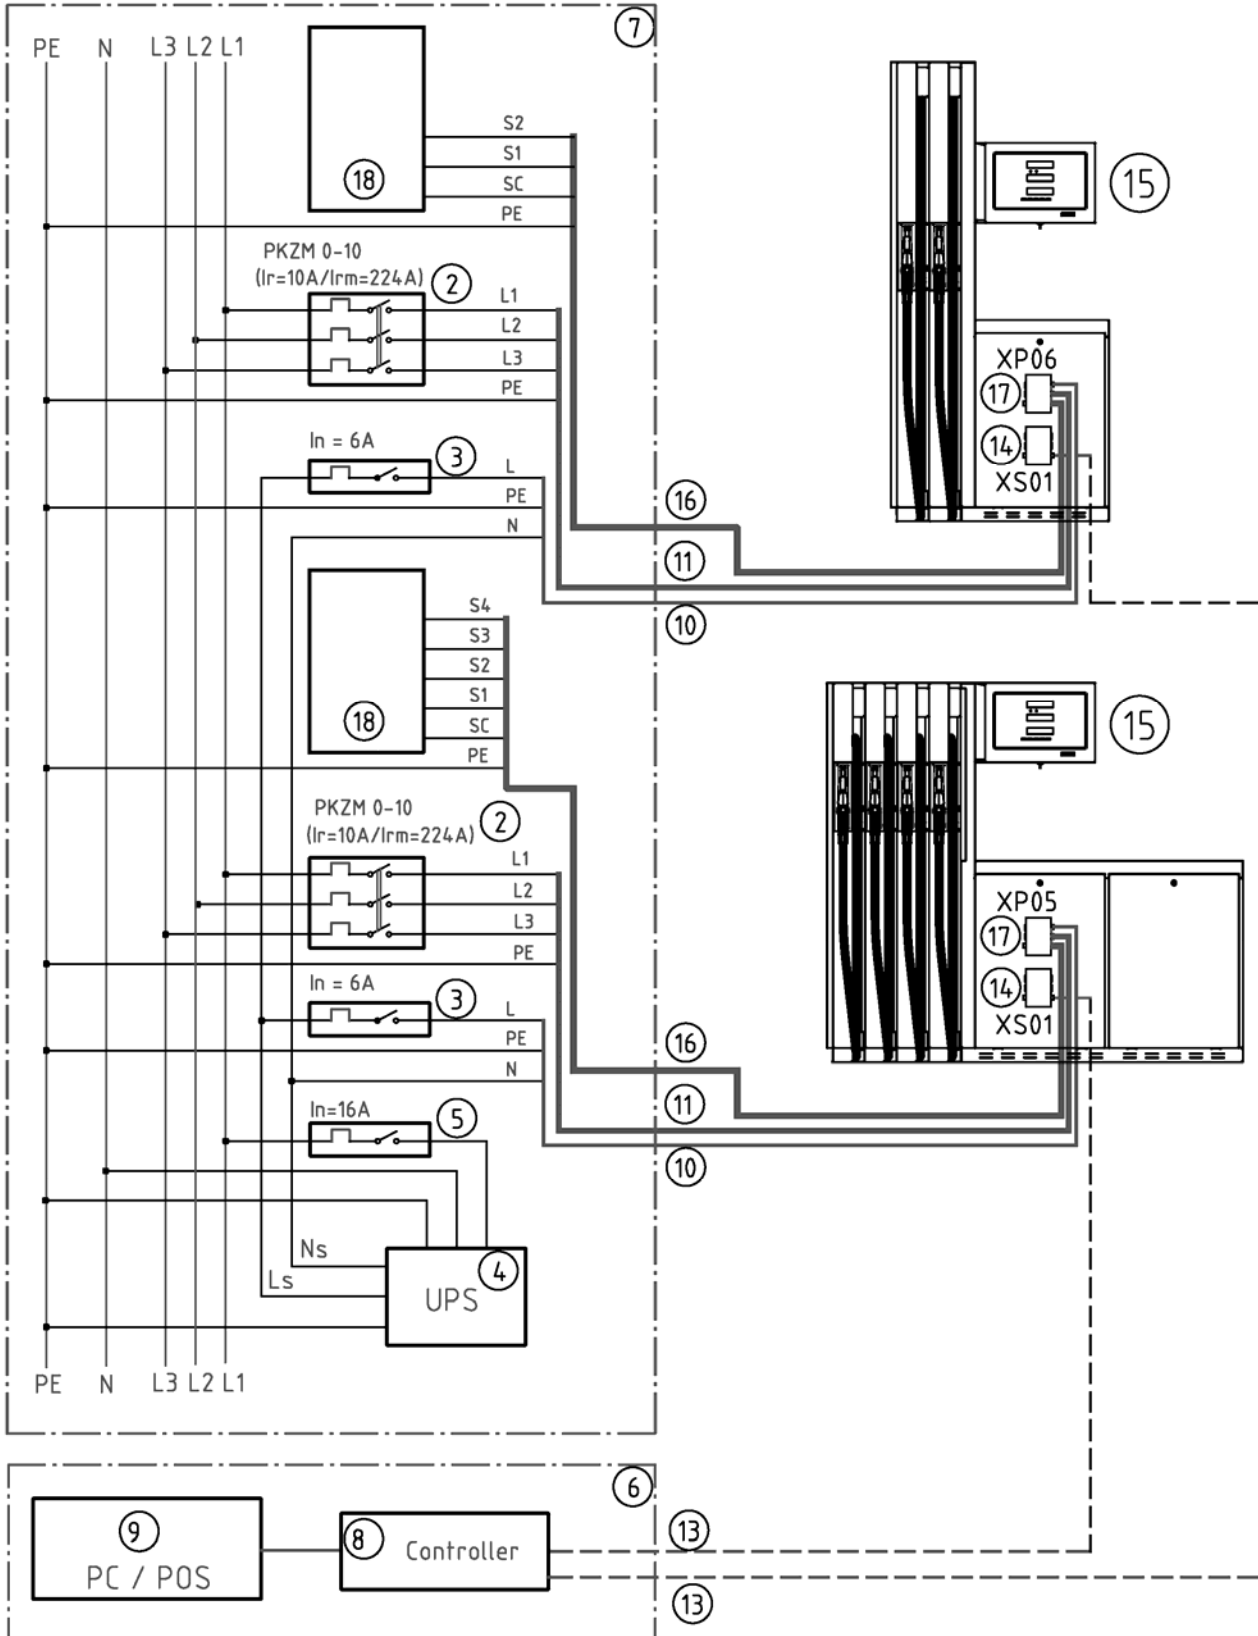 7
PE N L3 L2 L1
S2
S1
18
SC
PE
15
PKZM 0-10
(Ir=10A/Irm=224A)
2
L1
L2
L3
PE
XP06
17
14
XS01
In = 6A
3
L
PE
N
16
11
10
S4
S3
S2
S1
18
SC
PE
15
PKZM 0-10
(Ir=10A/Irm=224A)
2
L1
L2
L3
PE
XP05
17
14
XS01
In = 6A
3
L
PE
N
16
11
10
In=16A
5
Ns
Ls
4
UPS
PE N L3 L2 L1
6
9
PC / POS
8
Controller
13
13